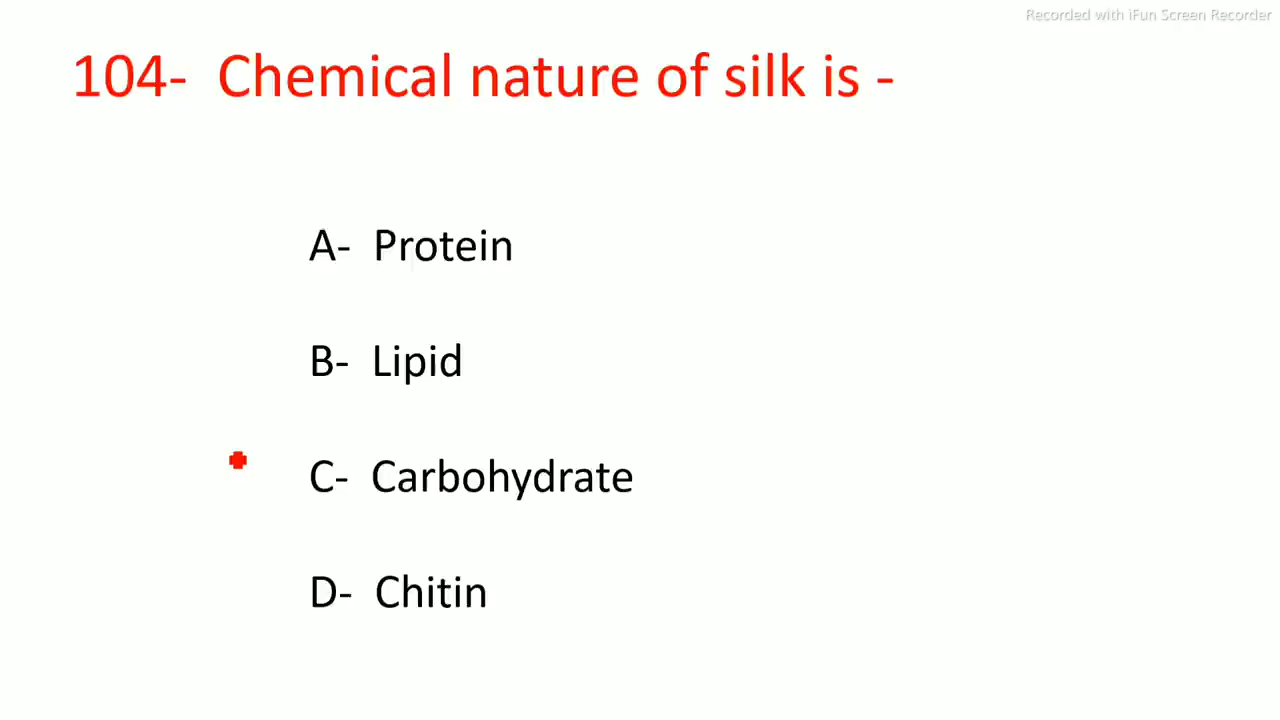 Recorded with iFun Screen Recorder
104- Chemical nature of silk is -
A- Protein
B- Lipid
C- Carbohydrate
D- Chitin